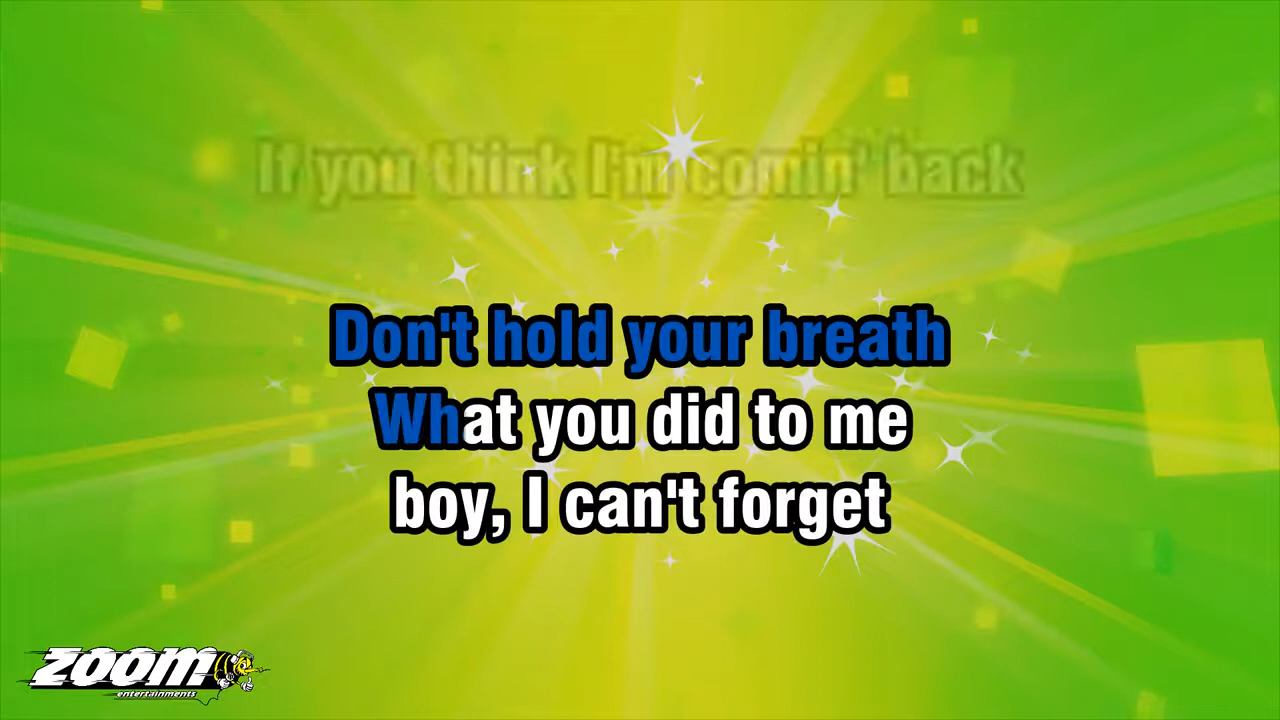 If you think I'm comin' back
Don't hold your breath
What you did to me
boy, I can't forget
ZOOM
entertainments